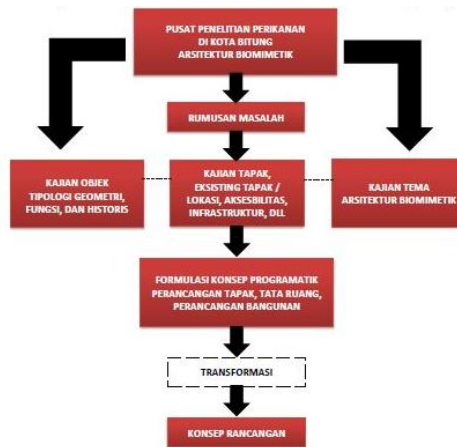 PUSAT PENELITIAN PERIKANAN
DI KOTA BITUNG
ARSITEKTUR BIOMIMETIK
RUMUSAN MASALAH
KAJIAN OBJEK
TIPOLOGI GEOMETRI,
FUNGSI, DAN HISTORIS
KAJIAN TAPAK,
EKSISTING TAPAK /
LOKASI, AKSESBILITAS,
INFRASTRUKTUR, DLL
KAJIAN TEMA
ARSITEKTUR BIOMIMETIK
FORMULASI KONSEP PROGRAMATIK
PERANCANGAN TAPAK, TATA RUANG,
PERANCANGAN BANGUNAN
TRANSFORMASI
KONSEP RANCANGAN